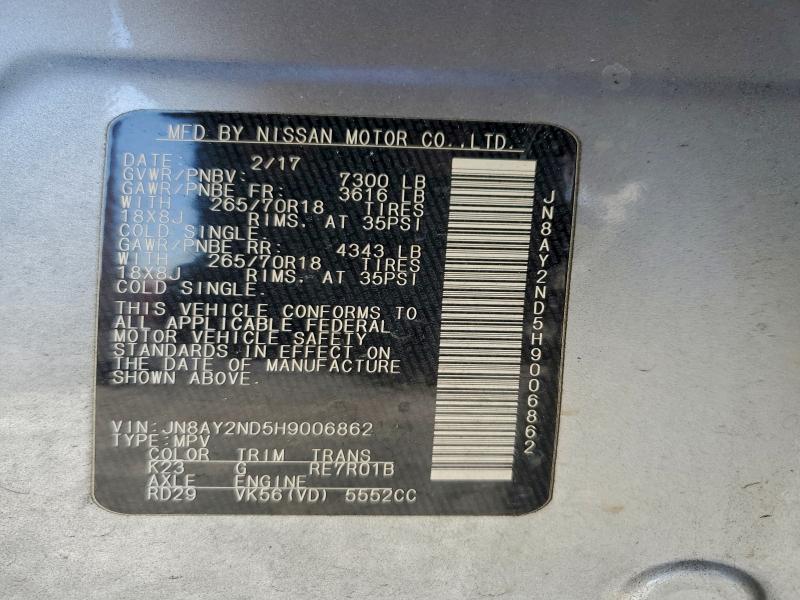 MFD BY NISSAN MOTOR CO.,LTD.
DATE: 2/17
GVWR/PNBV: 7300 LB
GAWR/PNBE FR: 3616 LB
WITH 265/70R18 TIRES
18X8J RIMS. AT 35PSI
COLD SINGLE.
GAWR/PNBE RR: 4343 LB
WITH 265/70R18 TIRES
18X8J RIMS. AT 35PSI
COLD SINGLE.
THIS VEHICLE CONFORMS TO
ALL APPLICABLE FEDERAL
MOTOR VEHICLE SAFETY
STANDARDS IN EFFECT ON
THE DATE OF MANUFACTURE
SHOWN ABOVE.
VIN: JN8AY2ND5H9006862
TYPE:MPV
COLOR TRIM TRANS
K23 G RE7R01B
AXLE ENGINE
RD29 VK56(VD) 5552CC
JN8AY2ND5H9006862